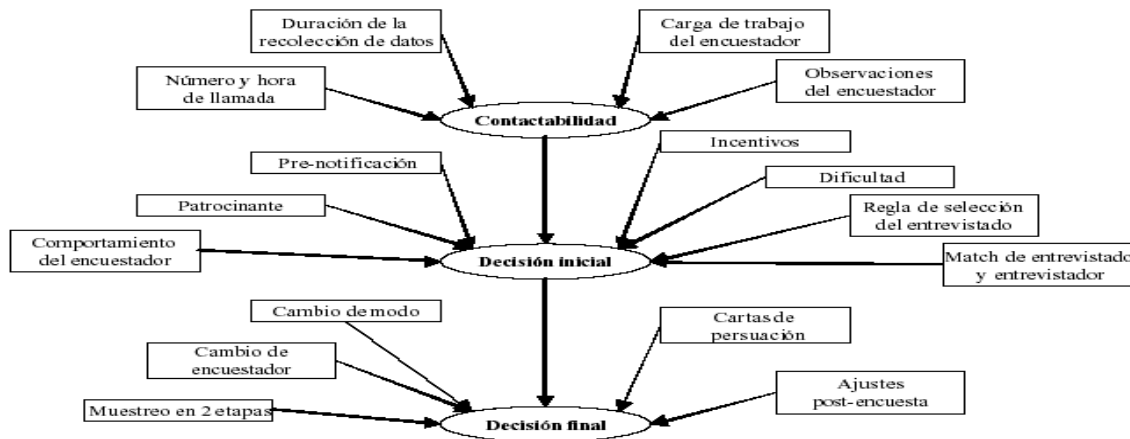 Duración de la
recolección de datos
Carga de trabajo
del encuestador
Número y hora
de llamada
Observaciones
del encuestador
Contactabilidad
Incentivos
Pre-notificación
Dificultad
Patrocinante
Regla de selección
del entrevistado
Comportamiento
del encuestador
Decisión inicial
Match de entrevistado
y entrevistador
Cambio de modo
Cartas de
persuación
Cambio de
encuestador
Ajustes
post-encuesta
Muestreo en 2 etapas
Decisión final